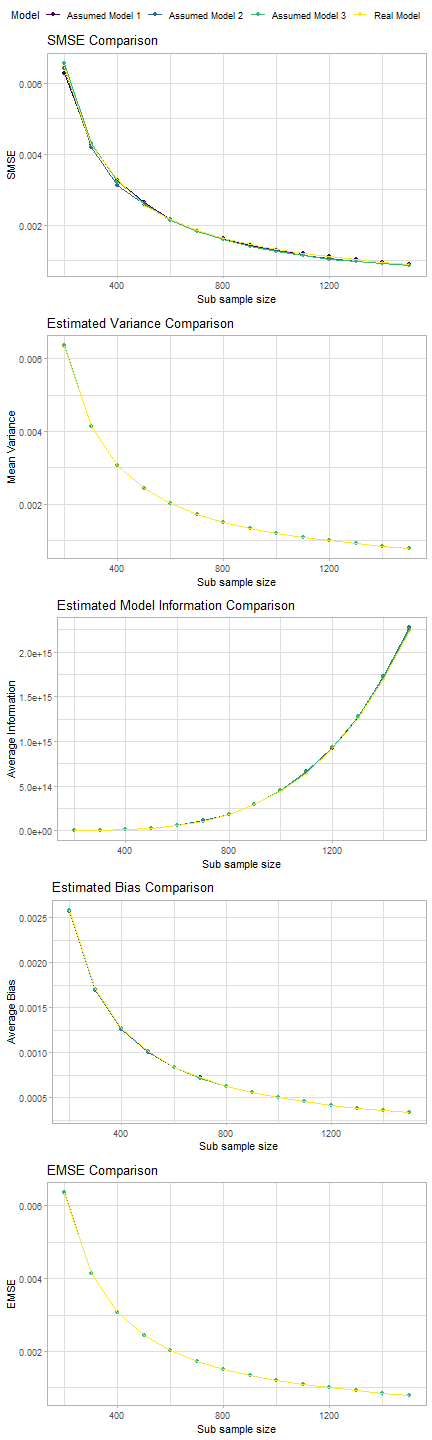 Model Assumed Model 1 Assumed Model 2 Assumed Model 3 Real Model
SMSE Comparison
0.006
0.004
0.002
SMSE
400 800 1200
Sub sample size
Estimated Variance Comparison
0.006
0.004
0.002
Mean Variance
400 800 1200
Sub sample size
Estimated Model Information Comparison
2.0e+15
1.5e+15
1.0e+15
5.0e+14
0.0e+00
Average Information
400 800 1200
Sub sample size
Estimated Bias Comparison
0.0025
0.0020
0.0015
0.0010
0.0005
Average Bias
400 800 1200
Sub sample size
EMSE Comparison
0.006
0.004
0.002
EMSE
400 800 1200
Sub sample size